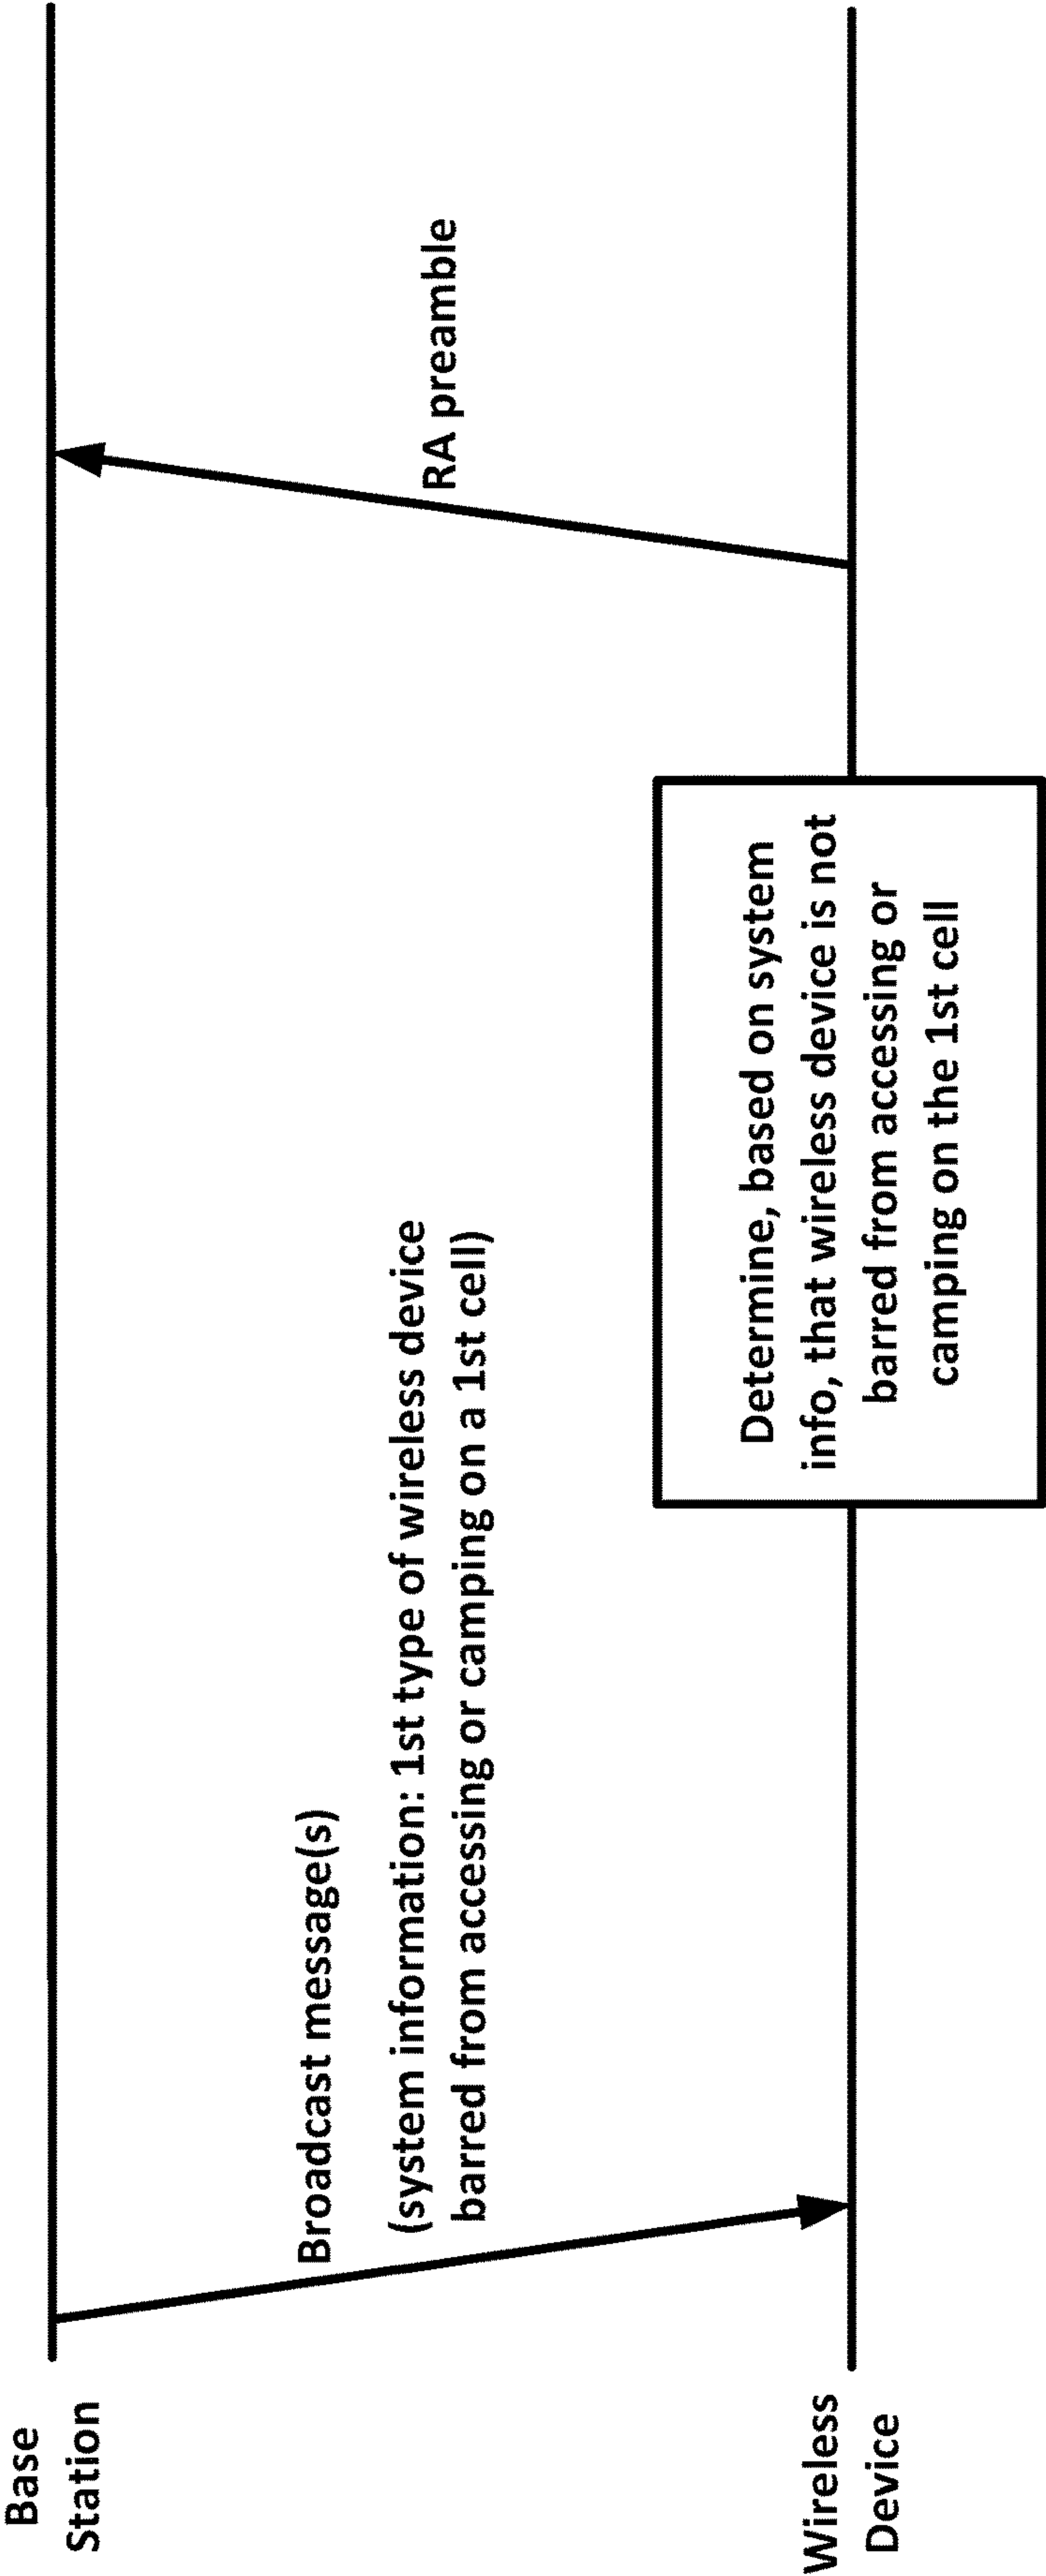 Base
Station
Broadcast message(s)
(system information: 1st type of wireless device
barred from accessing or camping on a 1st cell)
RA preamble
Determine, based on system
info, that wireless device is not
barred from accessing or
camping on the 1st cell
Wireless
Device